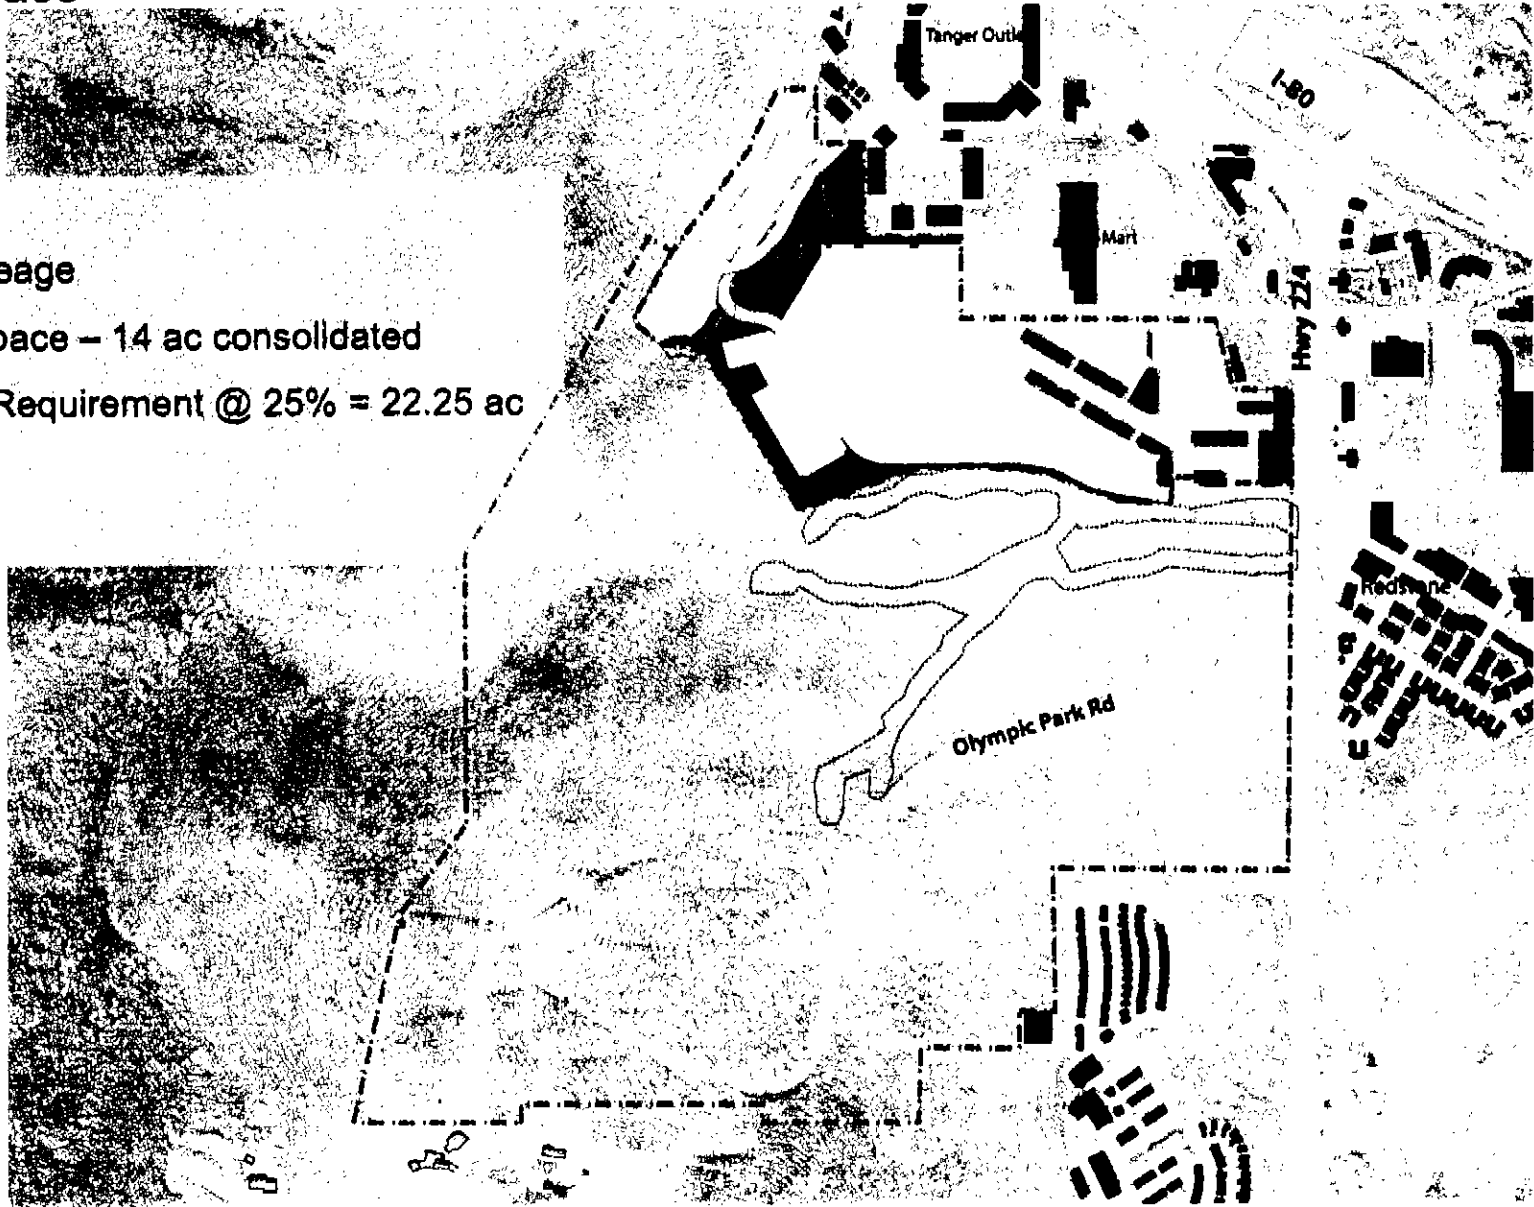 Tanger Outle
I-80
eage
Mart
Hwy 224
pace – 14 ac consolidated
Requirement @ 25% = 22.25 ac
Redstone
Olympic Park Rd